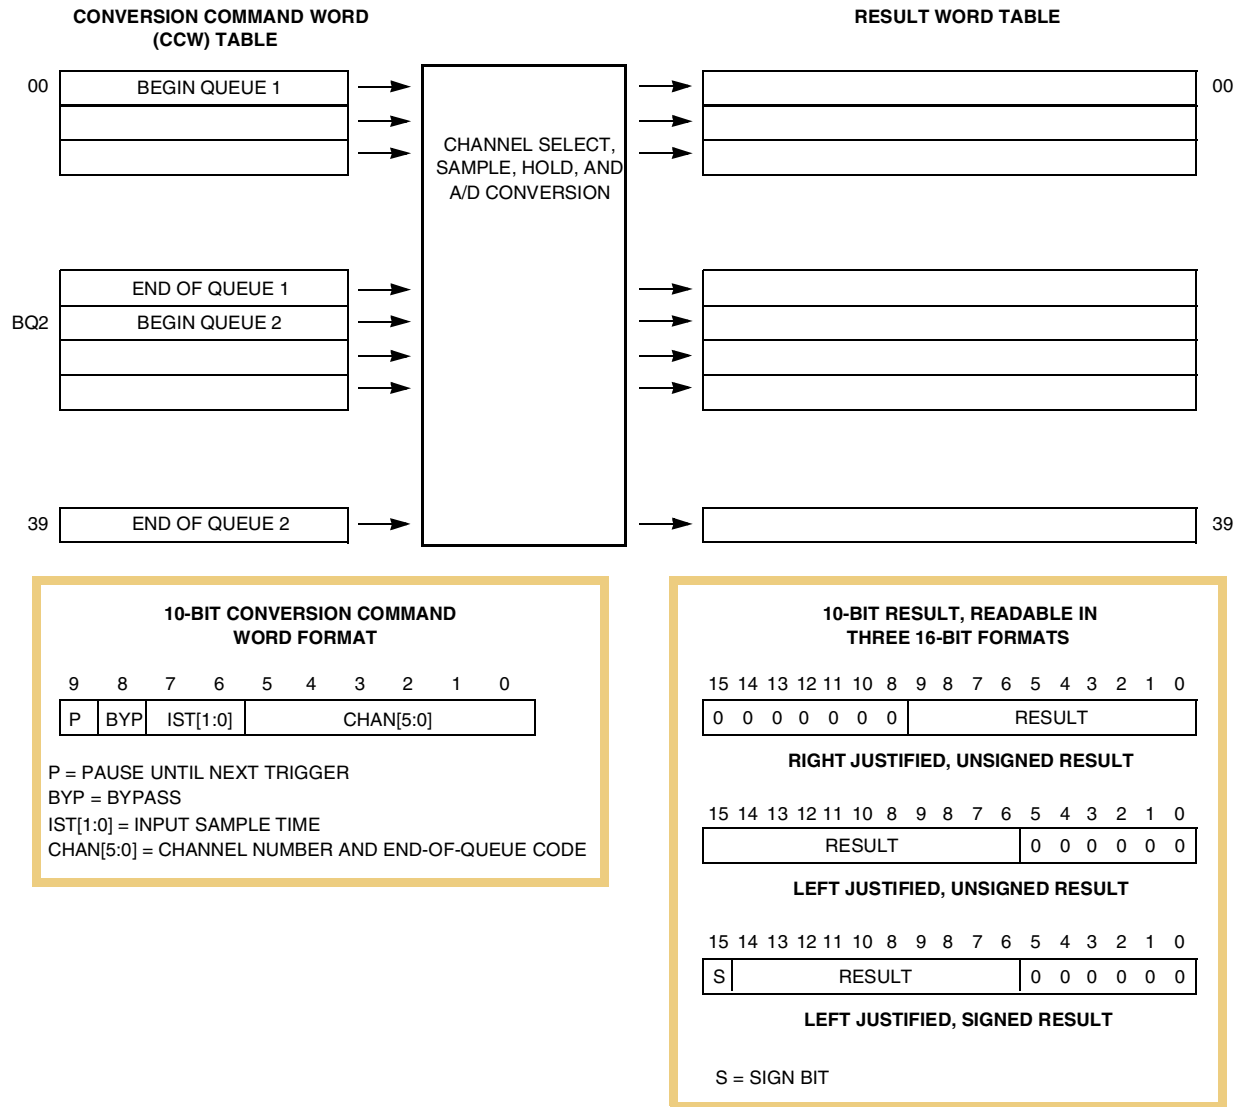 CONVERSION COMMAND WORD
(CCW) TABLE
RESULT WORD TABLE
00 BEGIN QUEUE 1 00
CHANNEL SELECT,
SAMPLE, HOLD, AND
A/D CONVERSION
END OF QUEUE 1
BQ2 BEGIN QUEUE 2
39 END OF QUEUE 2 39
10-BIT CONVERSION COMMAND
WORD FORMAT
9 8 7 6 5 4 3 2 1 0
P BYP IST[1:0] CHAN[5:0]
P = PAUSE UNTIL NEXT TRIGGER
BYP = BYPASS
IST[1:0] = INPUT SAMPLE TIME
CHAN[5:0] = CHANNEL NUMBER AND END-OF-QUEUE CODE
10-BIT RESULT, READABLE IN
THREE 16-BIT FORMATS
15 14 13 12 11 10 8 9 8 7 6 5 4 3 2 1 0
0 0 0 0 0 0 0 RESULT
RIGHT JUSTIFIED, UNSIGNED RESULT
15 14 13 12 11 10 8 9 8 7 6 5 4 3 2 1 0
RESULT 0 0 0 0 0 0
LEFT JUSTIFIED, UNSIGNED RESULT
15 14 13 12 11 10 8 9 8 7 6 5 4 3 2 1 0
S RESULT 0 0 0 0 0 0
LEFT JUSTIFIED, SIGNED RESULT
S = SIGN BIT